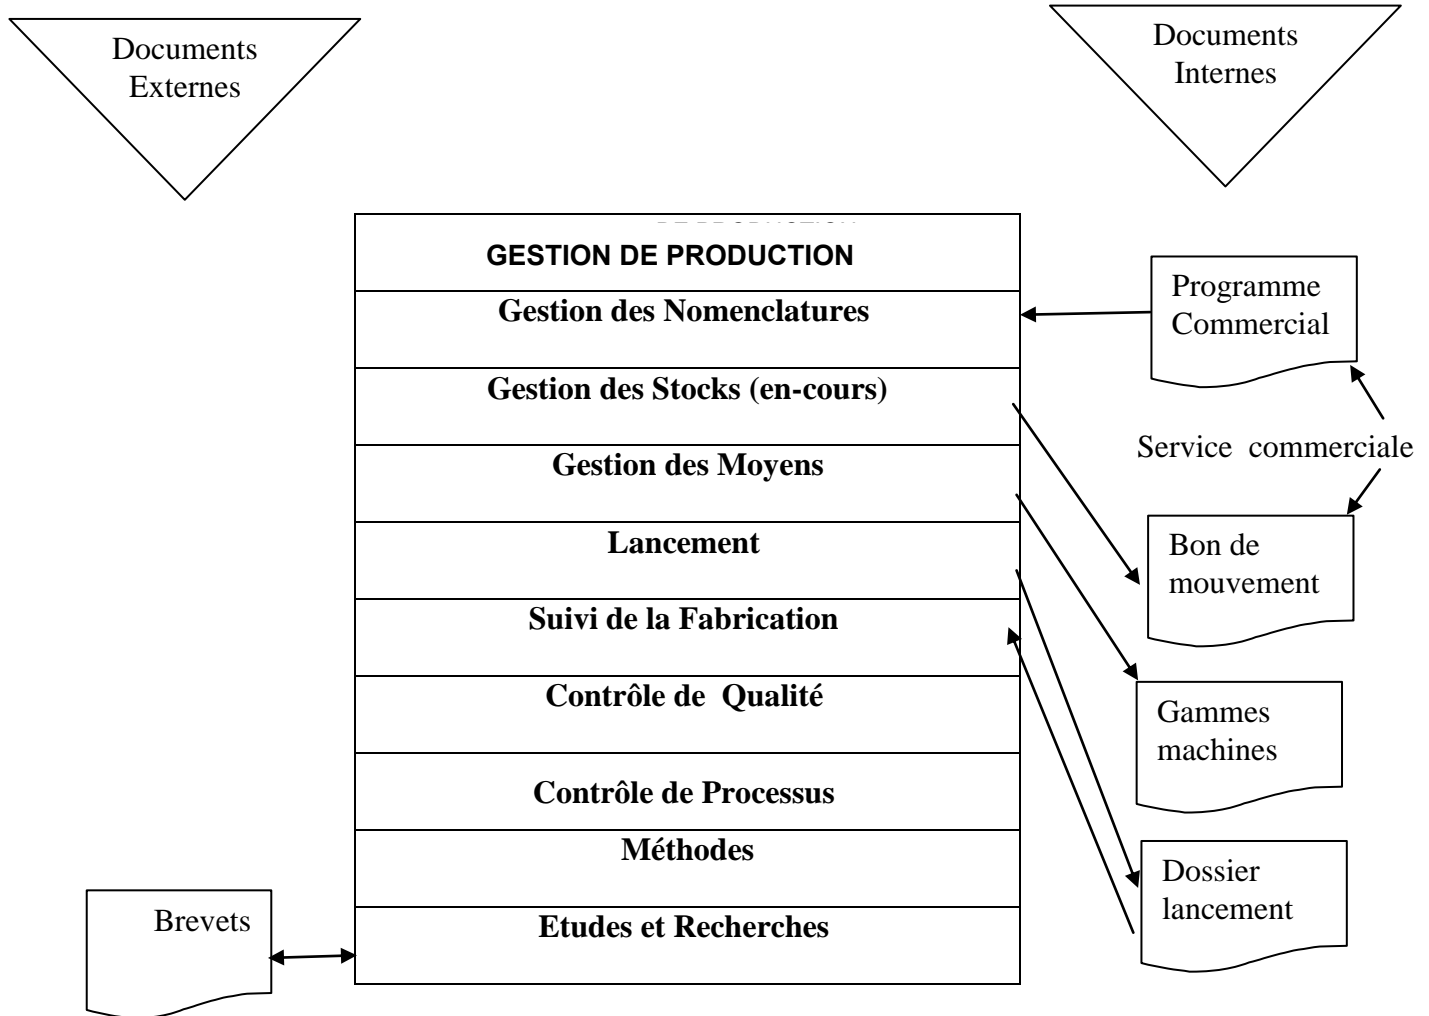 Documents
Externes
Documents
Internes
GESTION DE PRODUCTION
Gestion des Nomenclatures
Programme
Commercial
Gestion des Stocks (en-cours)
Service commerciale
Gestion des Moyens
Lancement
Bon de
mouvement
Suivi de la Fabrication
Contrôle de Qualité
Gammes
machines
Contrôle de Processus
Méthodes
Dossier
lancement
Brevets
Etudes et Recherches